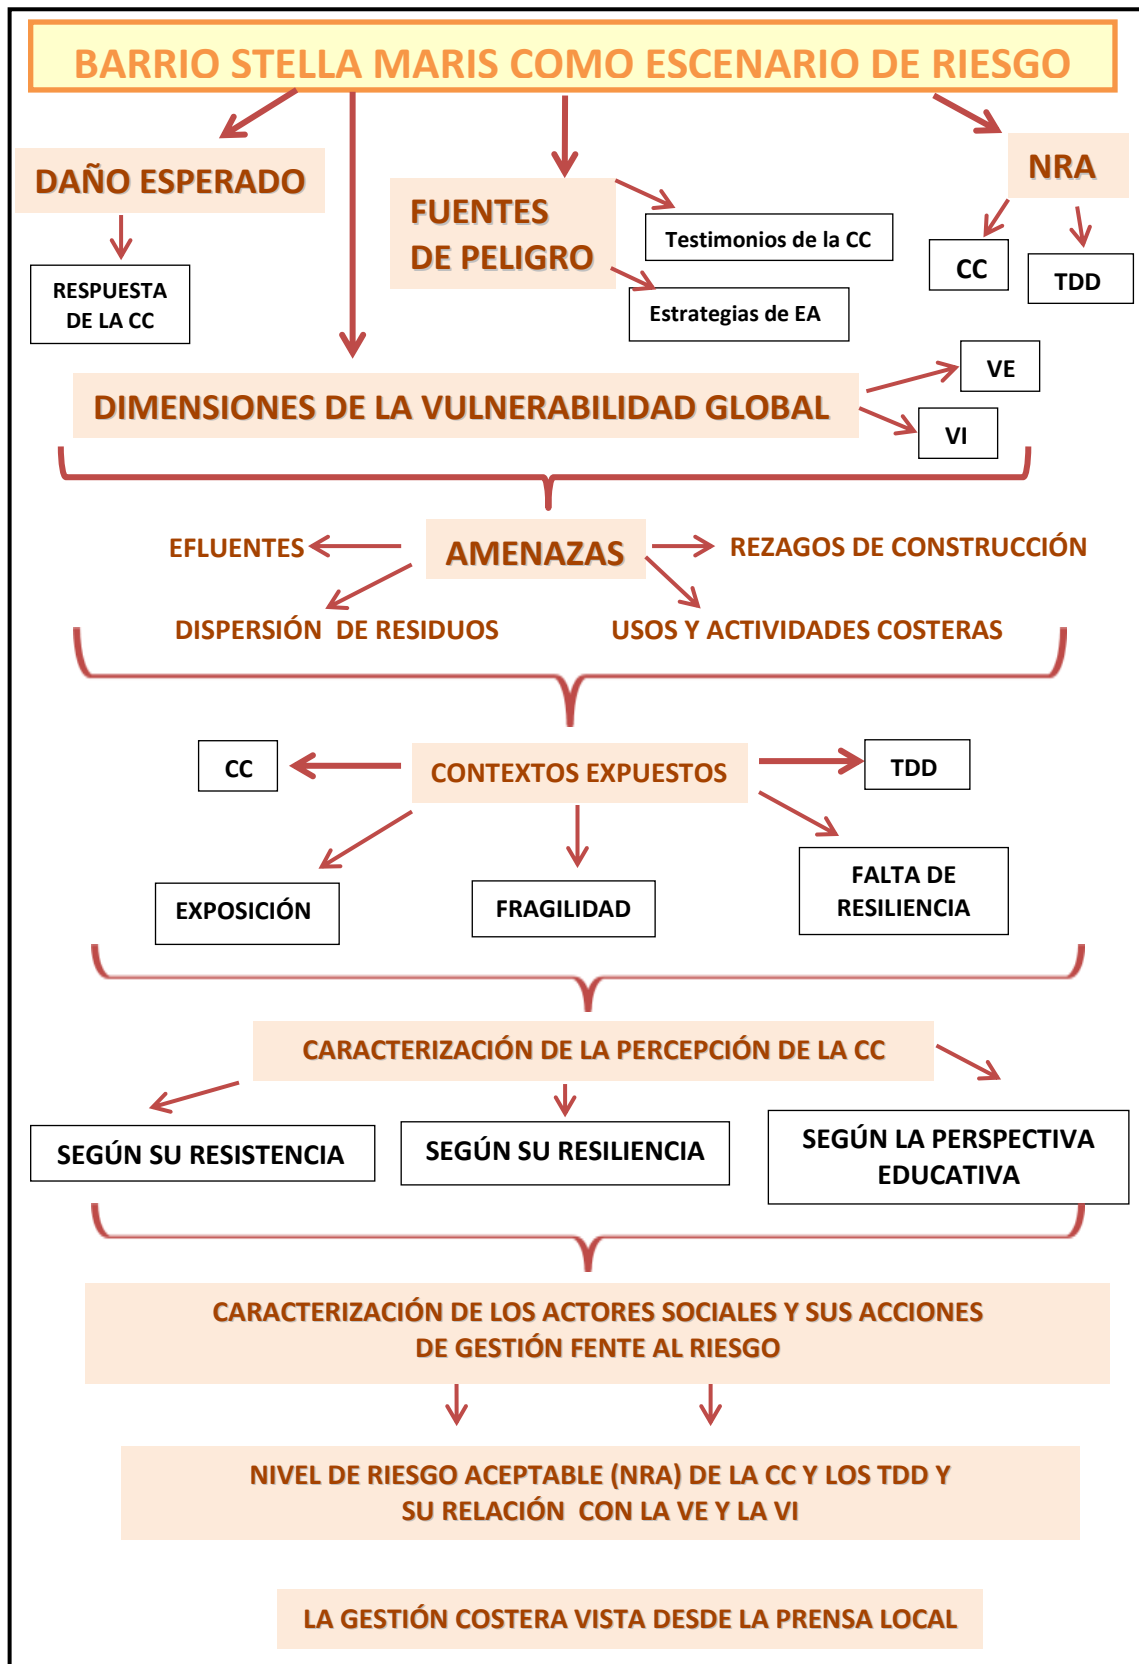 BARRIO STELLA MARIS COMO ESCENARIO DE RIESGO
DAÑO ESPERADO
RESPUESTA
DE LA CC
FUENTES
DE PELIGRO
Testimonios de la CC
Estrategias de EA
NRA
CC
TDD
DIMENSIONES DE LA VULNERABILIDAD GLOBAL
VE
VI
EFLUENTES
AMENAZAS
REZAGOS DE CONSTRUCCIÓN
DISPERSIÓN DE RESIDUOS
USOS Y ACTIVIDADES COSTERAS
CC
CONTEXTOS EXPUESTOS
TDD
EXPOSICIÓN
FRAGILIDAD
FALTA DE
RESILIENCIA
CARACTERIZACIÓN DE LA PERCEPCIÓN DE LA CC
SEGÚN SU RESISTENCIA
SEGÚN SU RESILIENCIA
SEGÚN LA PERSPECTIVA
EDUCATIVA
CARACTERIZACIÓN DE LOS ACTORES SOCIALES Y SUS ACCIONES
DE GESTIÓN FENTE AL RIESGO
NIVEL DE RIESGO ACEPTABLE (NRA) DE LA CC Y LOS TDD Y
SU RELACIÓN CON LA VE Y LA VI
LA GESTIÓN COSTERA VISTA DESDE LA PRENSA LOCAL